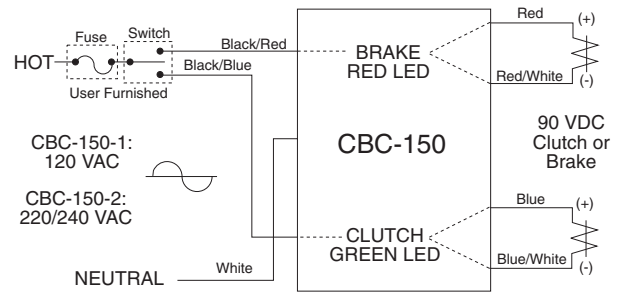 Fuse
Switch
HOT
User Furnished
Black/Red
Black/Blue
BRAKE
RED LED
Red
(+)
Red/White
(-)
CBC-150-1:
120 VAC
CBC-150-2:
220/240 VAC
CBC-150
90 VDC
Clutch or
Brake
CLUTCH
GREEN LED
Blue
(+)
Blue/White
(-)
NEUTRAL
White